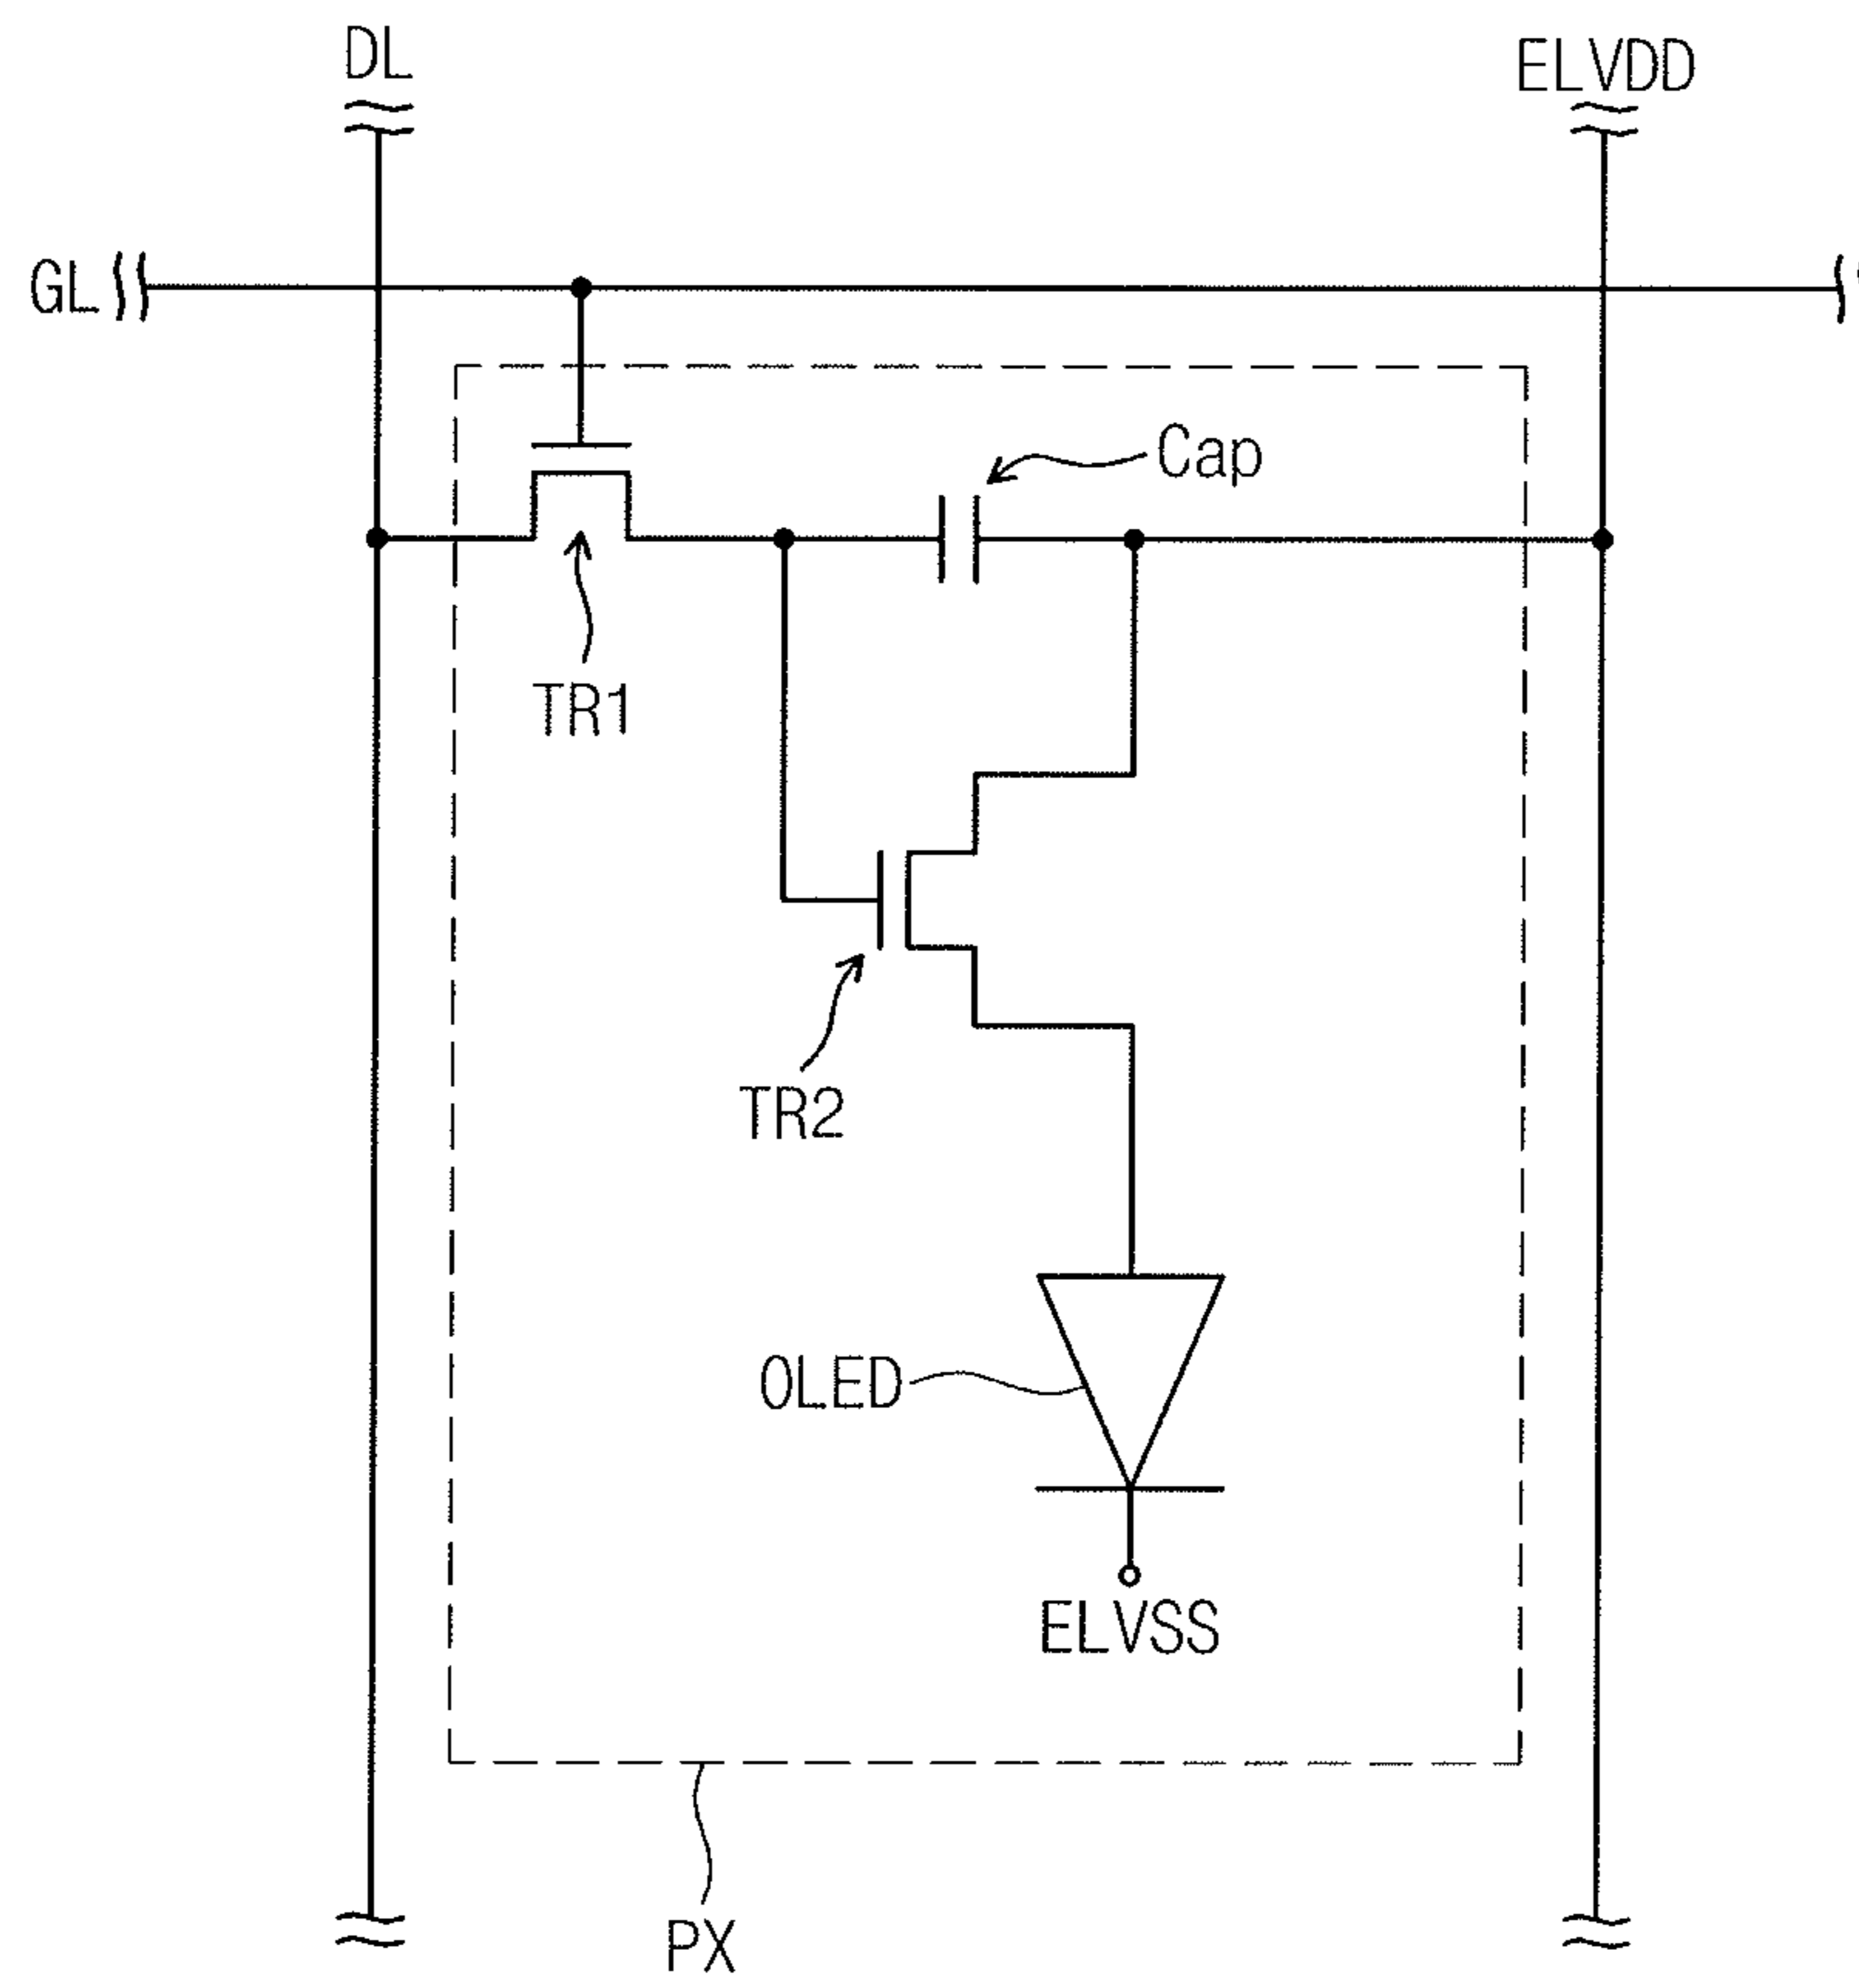 DL
ELVDD
GL
Cap
TR1
TR2
OLED
ELVSS
PX